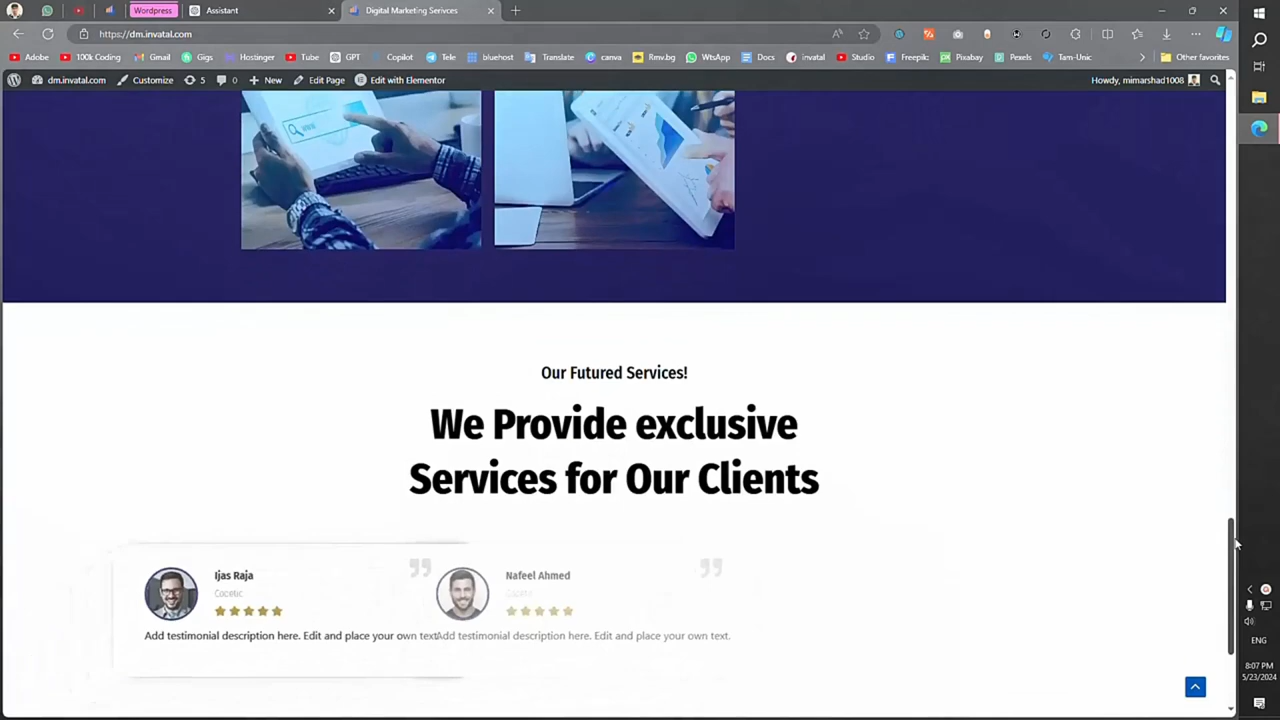 Wordpress
Assistant
Digital Marketing Serivces
https://dm.invatal.com
Adobe
100k Coding
Gmail
Gigs
Hostinger
Tube
GPT
Copilot
Tele
bluehost
Translate
canva
Rmv.bg
WtsApp
Docs
invatal
Studio
Freepik:
Pixabay
Pexels
Tam-Unic
Other favorites
dm.invatal.com
Customize
5
0
New
Edit Page
Edit with Elementor
Howdy, mimarshad1008
Our Futured Services!
We Provide exclusive
Services for Our Clients
Ijas Raja
Cocetic
Add testimonial description here. Edit and place your own text.
Nafeel Ahmed
Cocetic
Add testimonial description here. Edit and place your own text.
ENG
8:07 PM
5/23/2024